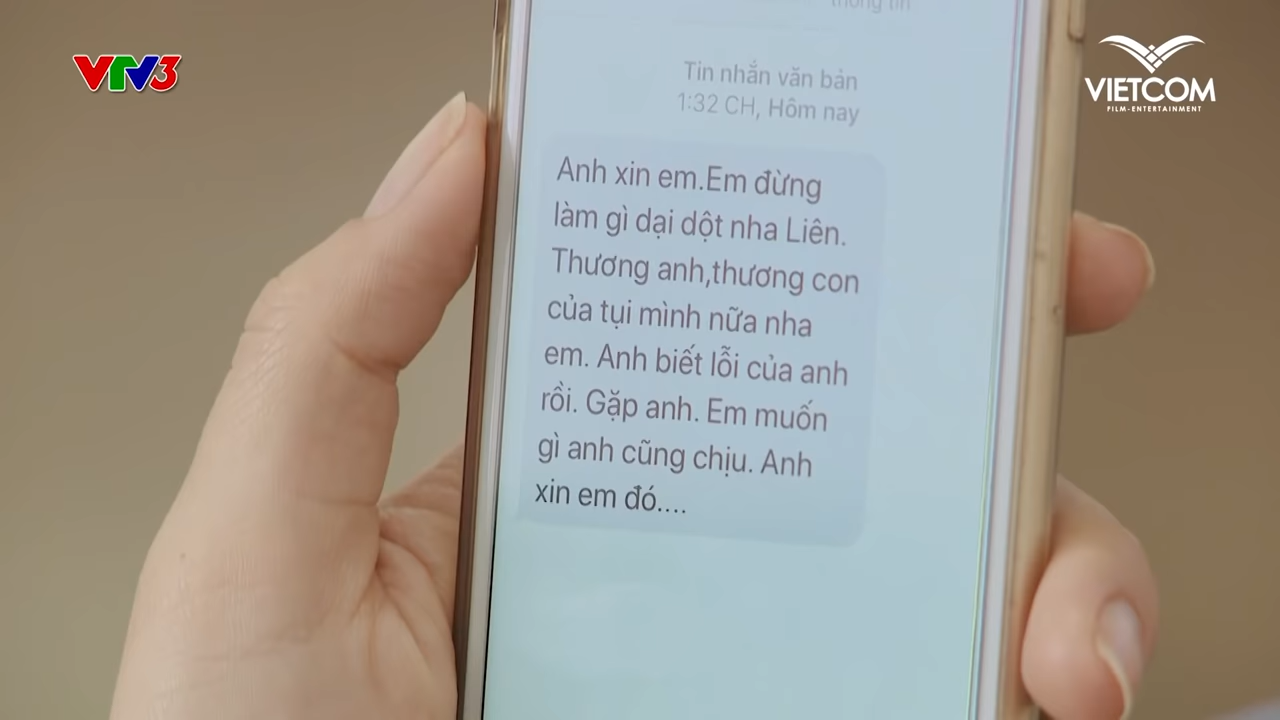 thông tin
VTV3
VIETCOM
FILM-ENTERTAINMENT
Tin nhắn văn bản
1:32 CH, Hôm nay
Anh xin em.Em đừng
làm gì dại dột nha Liên.
Thương anh,thương con
của tụi mình nữa nha
em. Anh biết lỗi của anh
rồi. Gặp anh. Em muốn
gì anh cũng chịu. Anh
xin em đó....